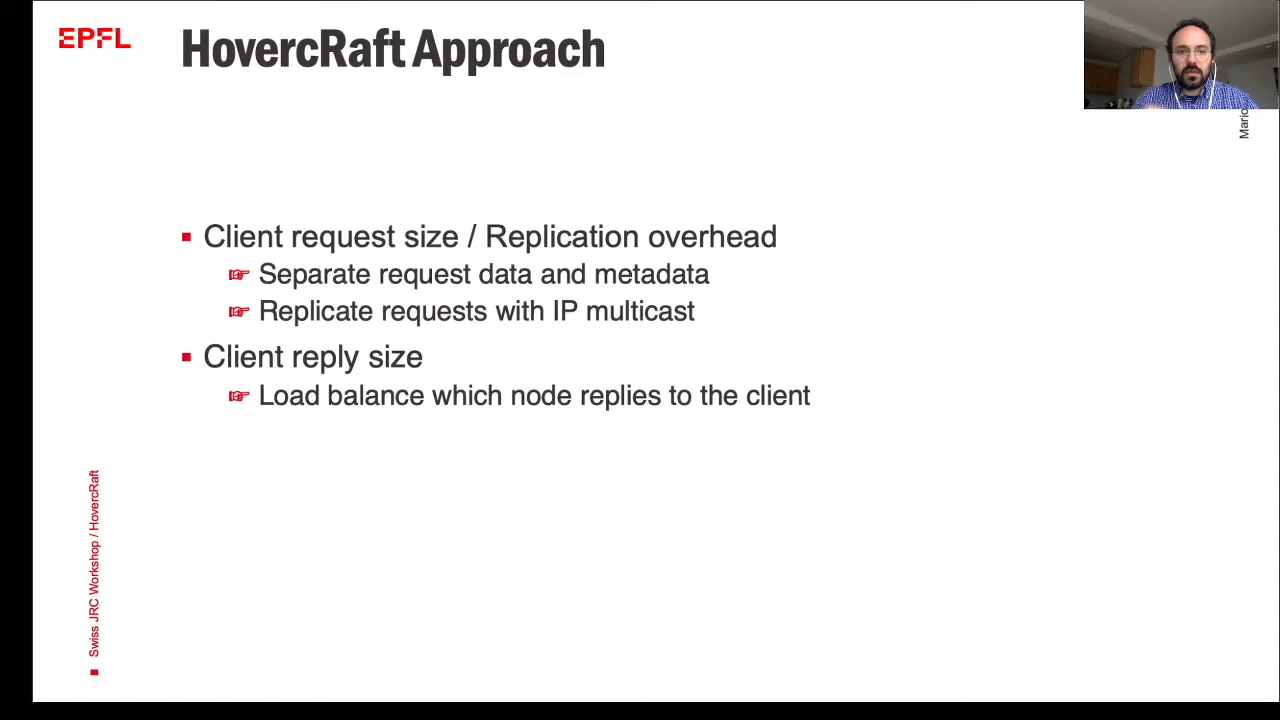 EPFL
HovercRaft Approach
Mario
Client request size / Replication overhead
Separate request data and metadata
Replicate requests with IP multicast
Client reply size
Load balance which node replies to the client
Swiss JRC Workshop / HovercRaft